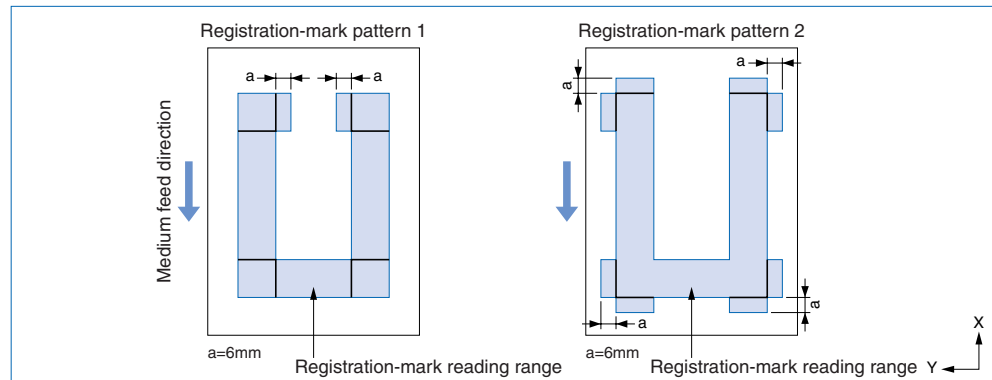 Registration-mark pattern 1
Registration-mark pattern 2
a
a
a
a
Medium feed direction
a
a
a=6mm
Registration-mark reading range
a=6mm
Registration-mark reading range
X
Y